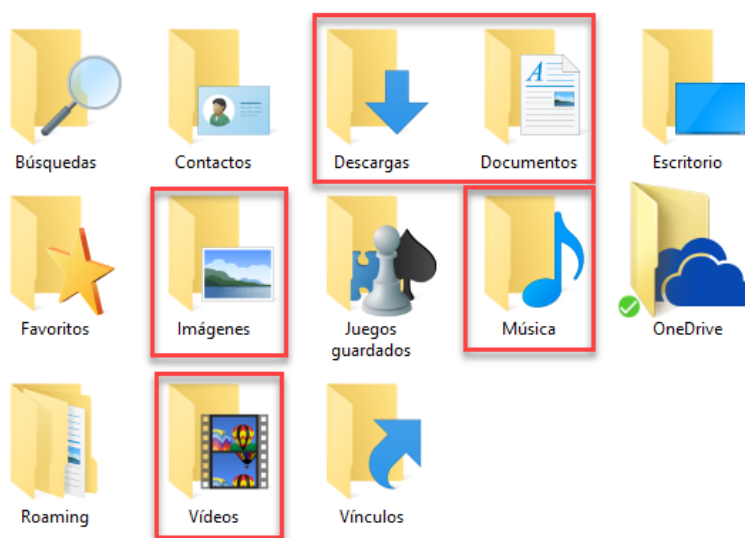 Búsquedas
Contactos
Descargas
Documentos
Escritorio
Favoritos
Imágenes
Juegos
guardados
Música
OneDrive
Roaming
Vídeos
Vínculos